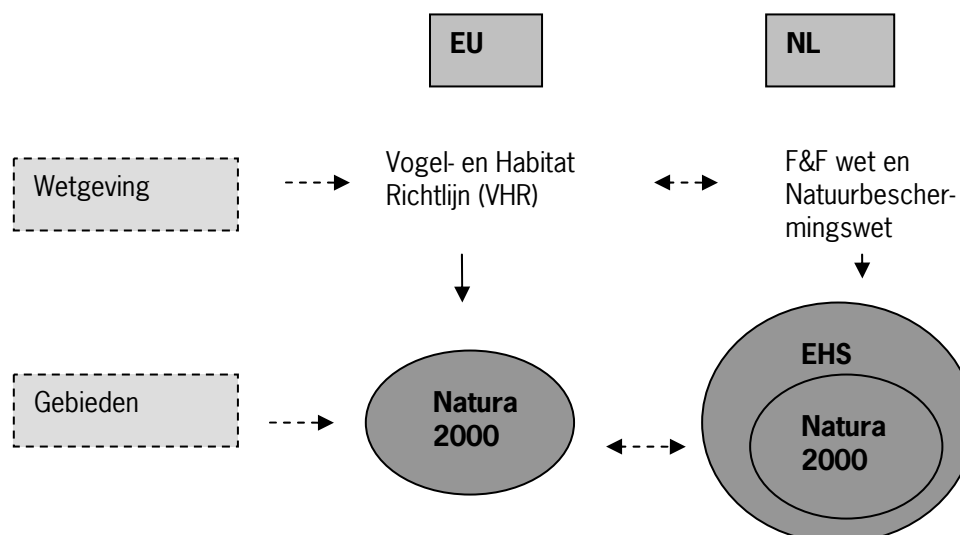 EU
NL
Wetgeving
Vogel- en Habitat
Richtlijn (VHR)
F&F wet en
Natuurbescher-
mingswet
Gebieden
Natura
2000
EHS
Natura
2000